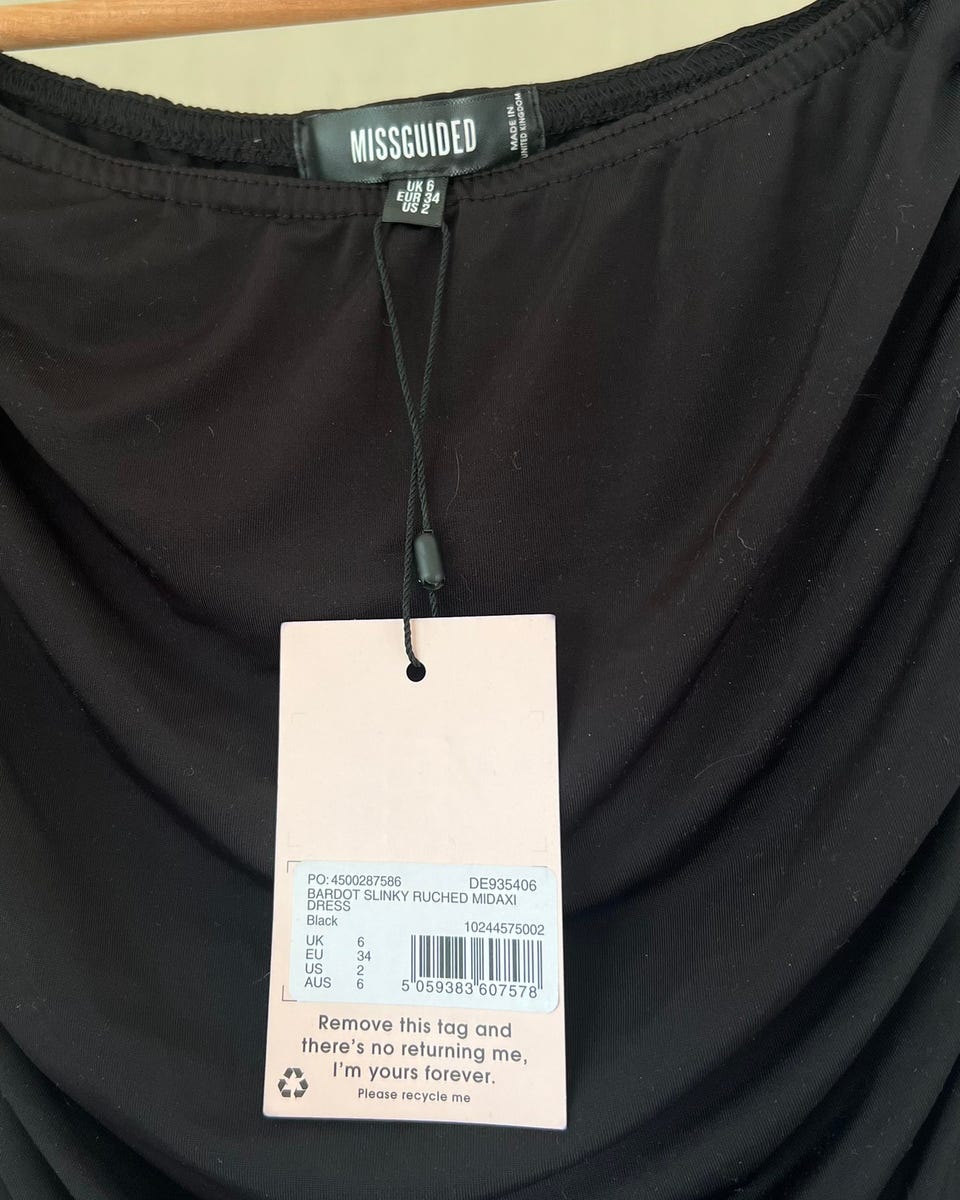 MISSGUIDED
MADE IN
UNITED KINGDOM
UK 6
EUR 34
US 2
PO: 4500287586 DE935406
BARDOT SLINKY RUCHED MIDAXI
DRESS
Black
10244575002
UK 6
EU 34
US 2
AUS 6
5 059383 607578
Remove this tag and
there's no returning me,
I'm yours forever.
Please recycle me